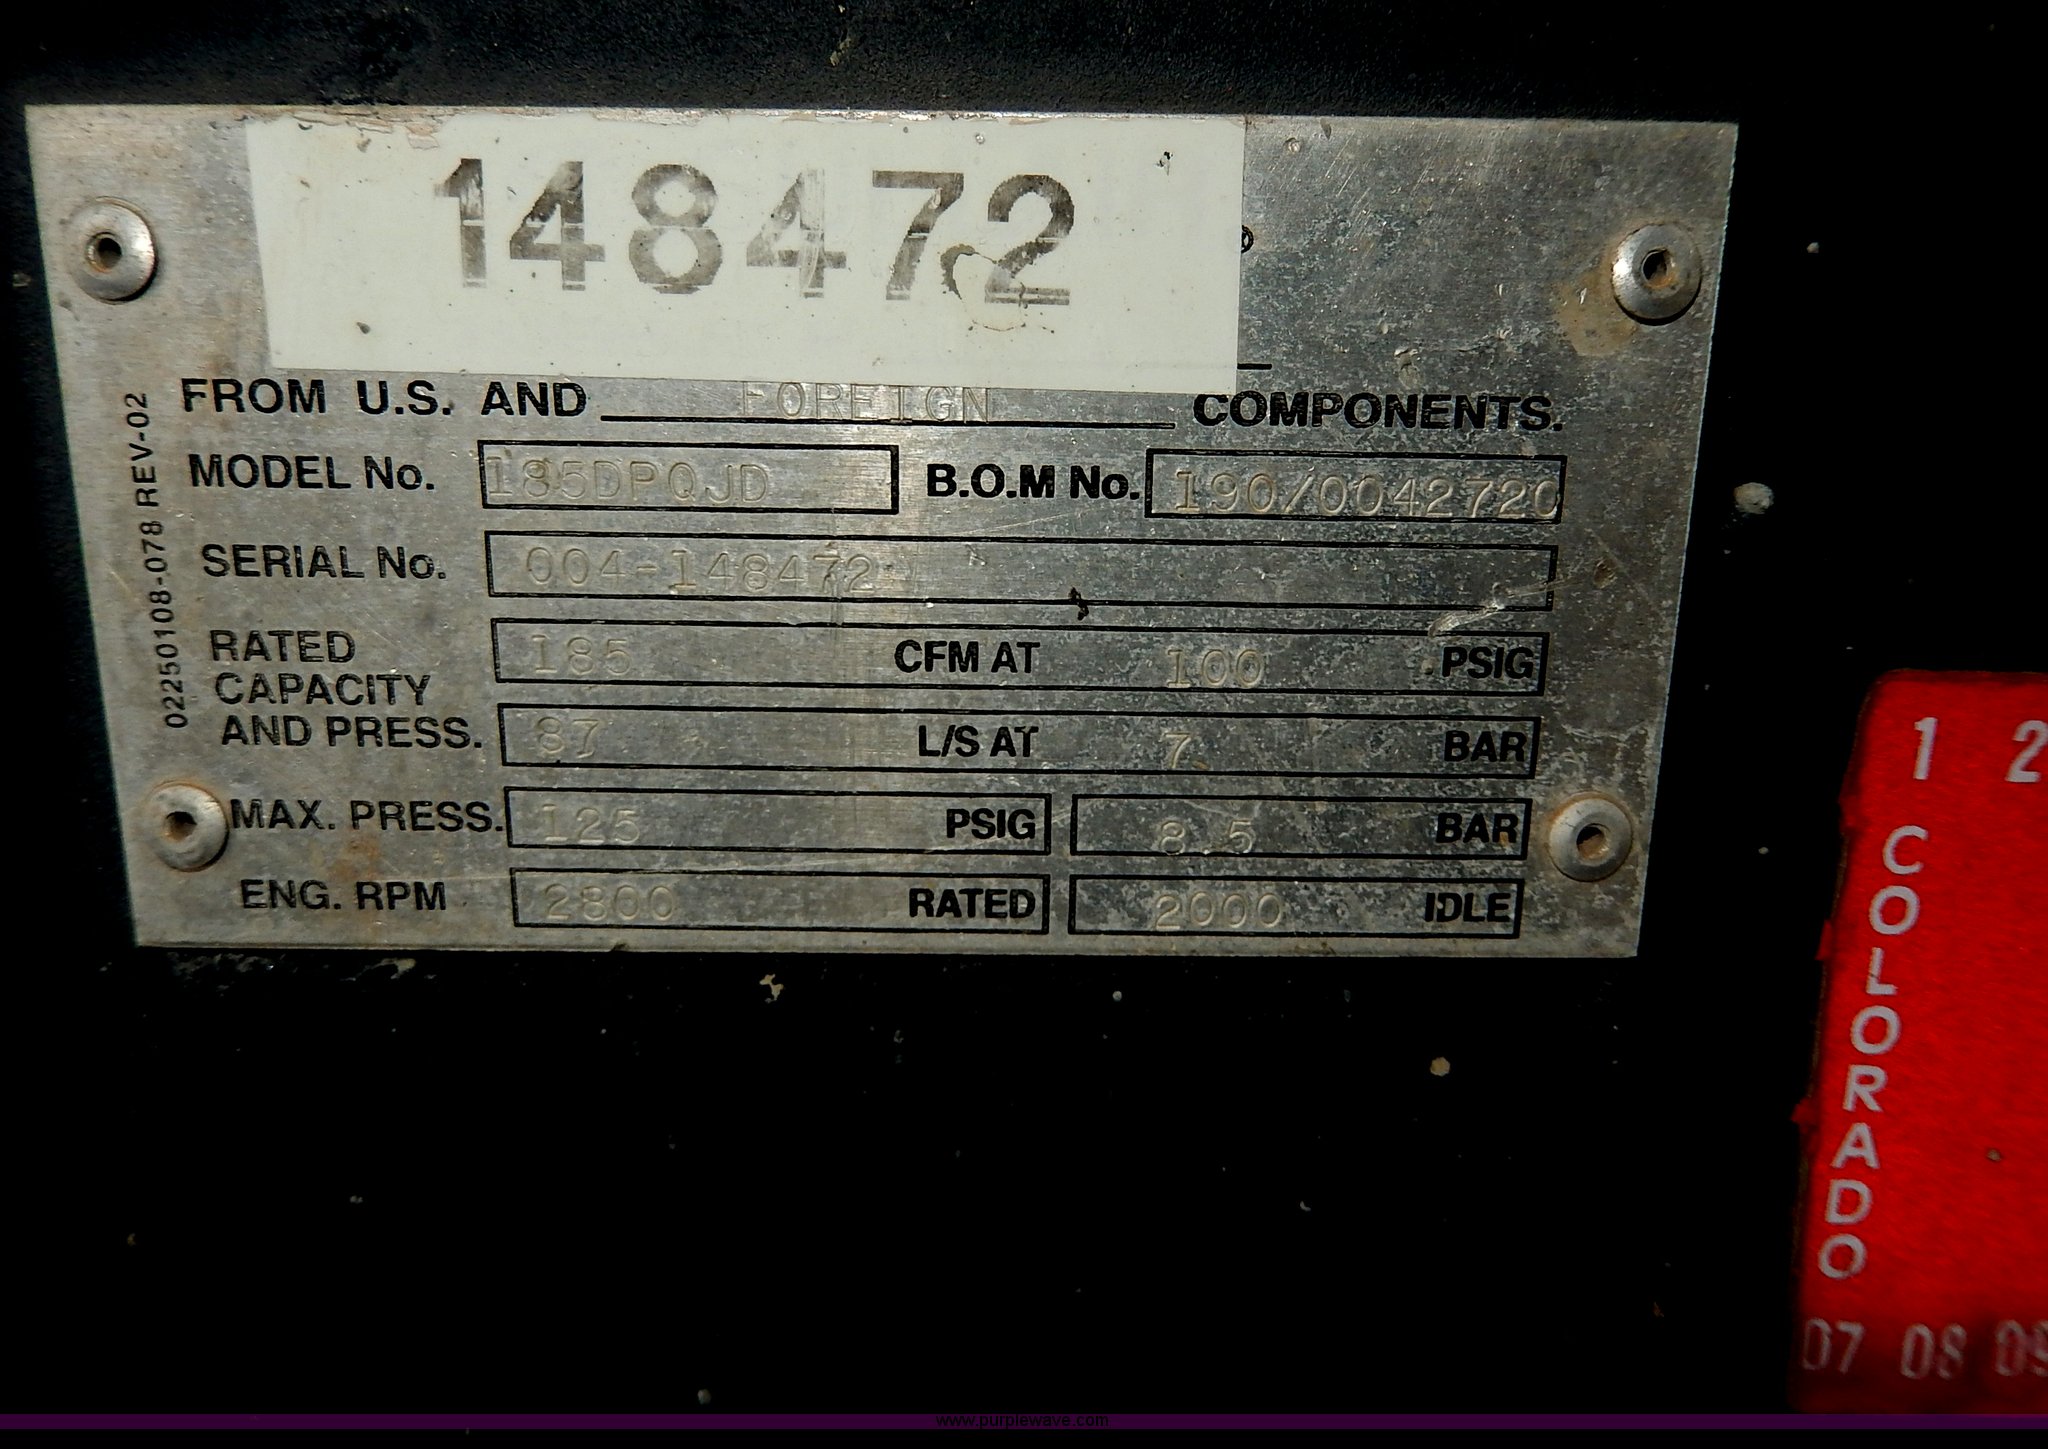 148472
®
FROM U.S. AND FOREIGN COMPONENTS.
MODEL No. 185DPQJD B.O.M No. 190/0042720
SERIAL No. 004-148472
RATED CAPACITY AND PRESS.
185 CFM AT 100 PSIG
87 L/S AT 7 BAR
MAX. PRESS. 125 PSIG 8.5 BAR
ENG. RPM 2800 RATED 2000 IDLE
02250108-078 REV-02
1 2
COLORADO
07 08 09
www.purplewave.com